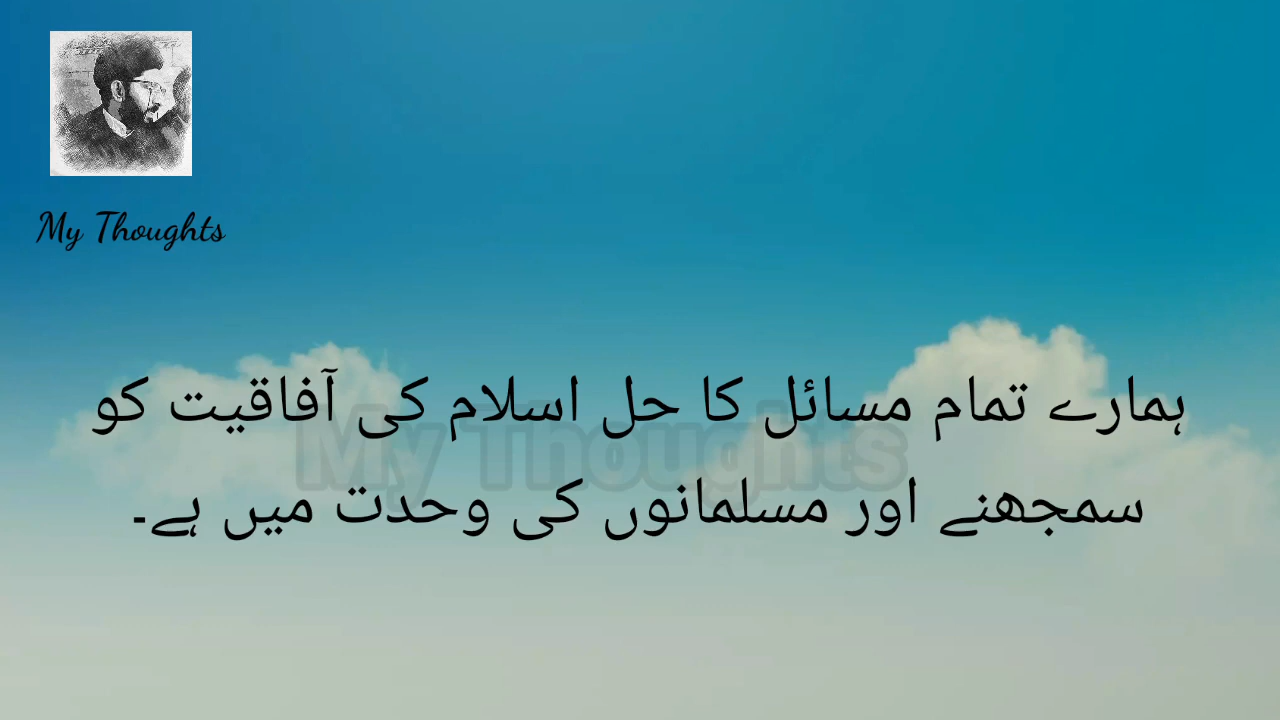 My Thoughts
ہمارے تمام مسائل کا حل اسلام کی آفاقیت کو
My Thoughts
سمجھنے اور مسلمانوں کی وحدت میں ہے۔